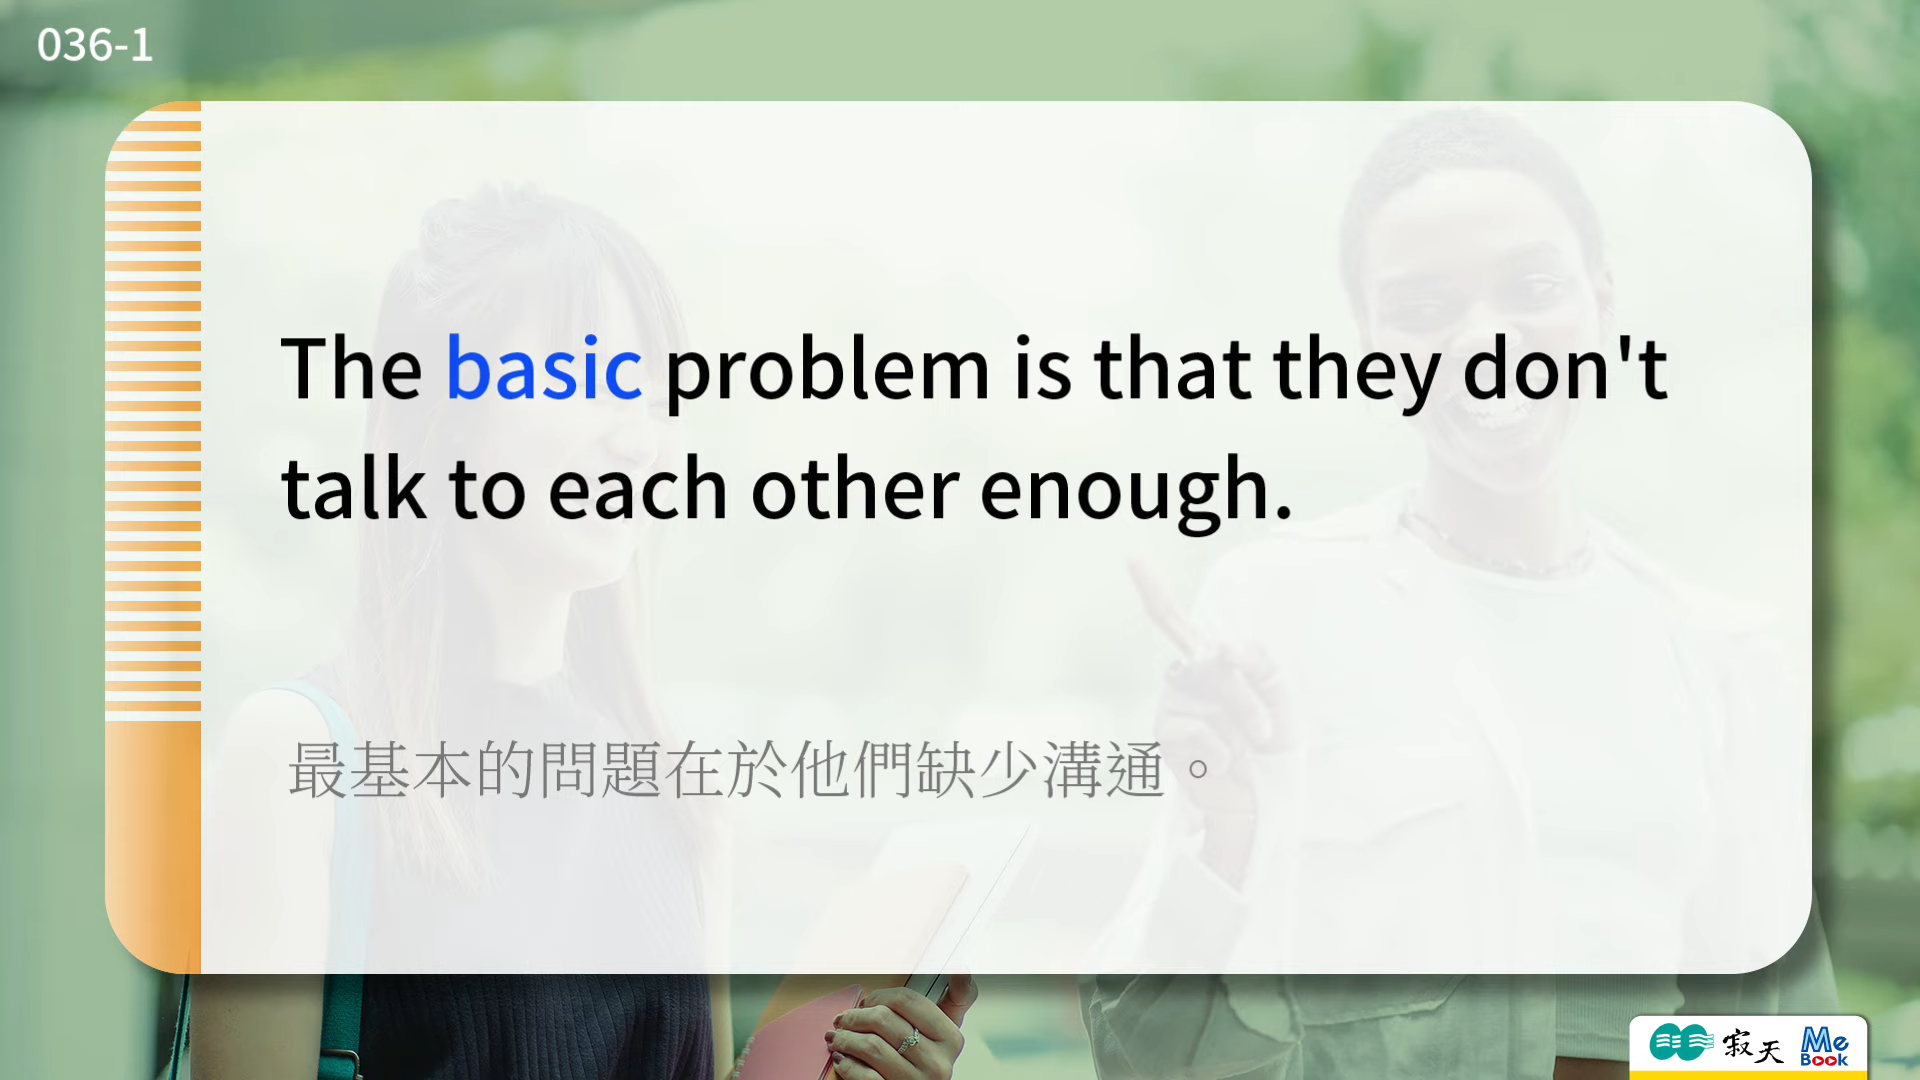 036-1
The basic problem is that they don't
talk to each other enough.
最基本的問題在於他們缺少溝通。
寂天
Me
Book